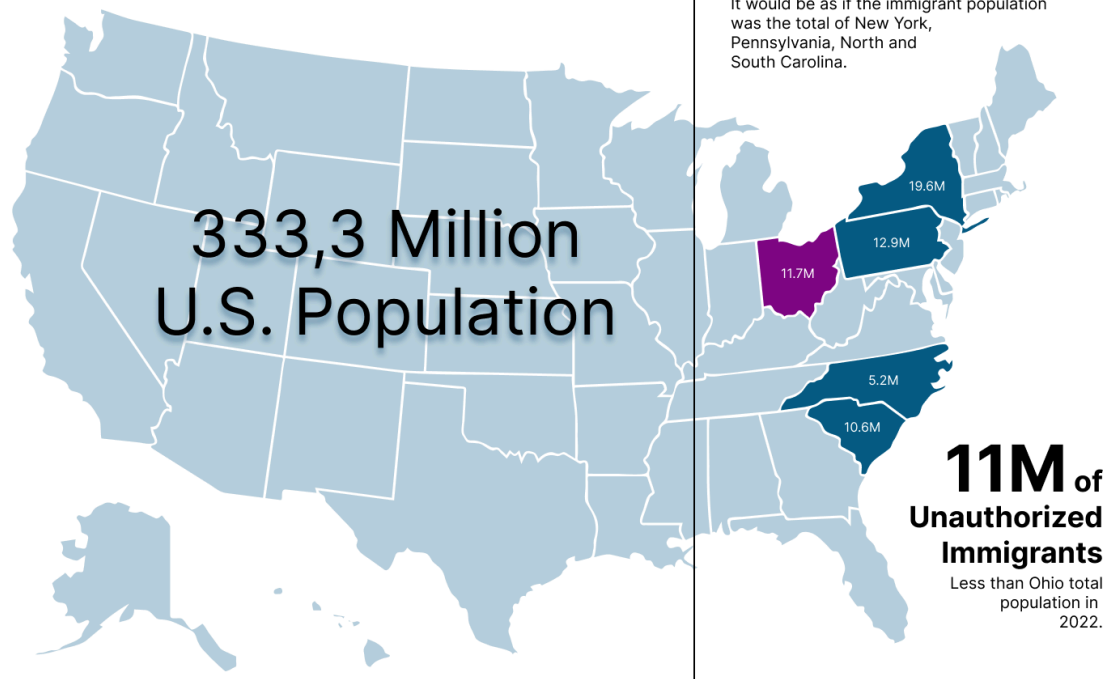 It would be as if the immigrant population
was the total of New York,
Pennsylvania, North and
South Carolina.
19.6M
12.9M
11.7M
333,3 Million
U.S. Population
5.2M
10.6M
11M of
Unauthorized
Immigrants
Less than Ohio total
population in
2022.